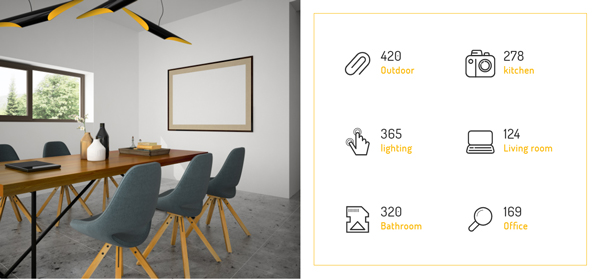 420
Outdoor
278
kitchen
365
lighting
124
Living room
320
Bathroom
169
Office